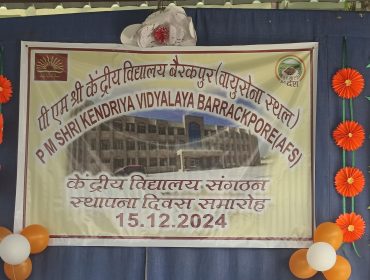 पी एम श्री केंद्रीय विद्यालय बैरकपुर (वायुसेना स्थल)
P M SHRI KENDRIYA VIDYALAYA BARRACKPORE(AFS)
केंद्रीय विद्यालय संगठन
स्थापना दिवस समारोह
15.12.2024